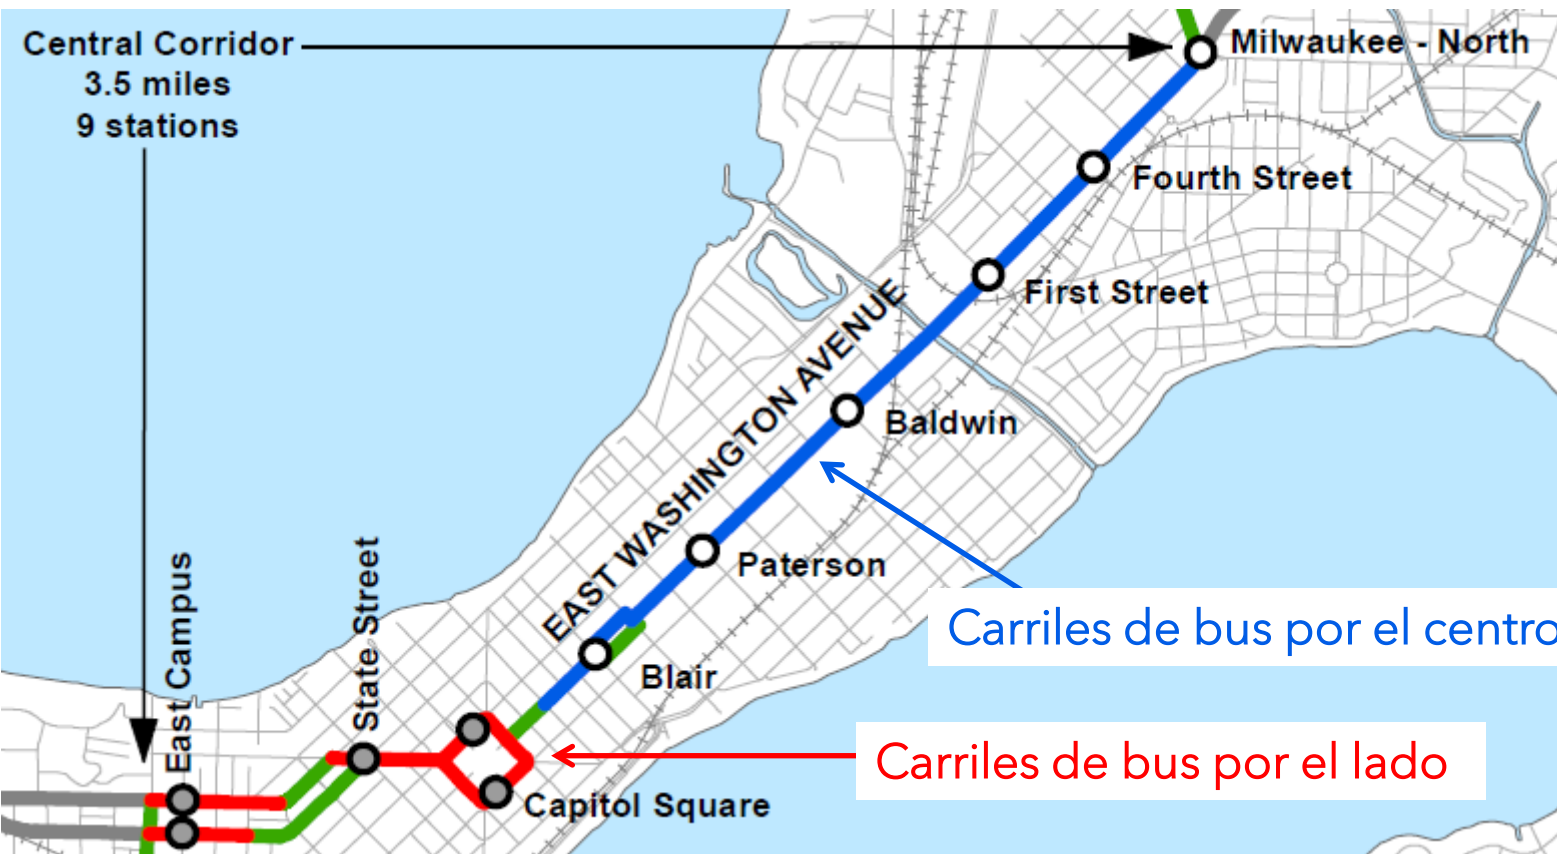 Central Corridor
3.5 miles
9 stations
Milwaukee - North
Fourth Street
First Street
EAST WASHINGTON AVENUE
Baldwin
Paterson
Carriles de bus por el centro
Blair
State Street
East Campus
Carriles de bus por el lado
Capitol Square